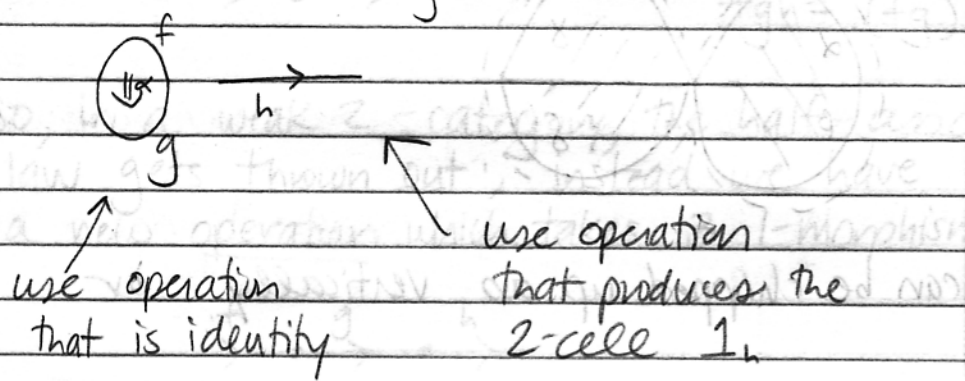 f
⇓α
h
g
use operation
that is identity
use operation
that produces the
2-cell 1ₕ